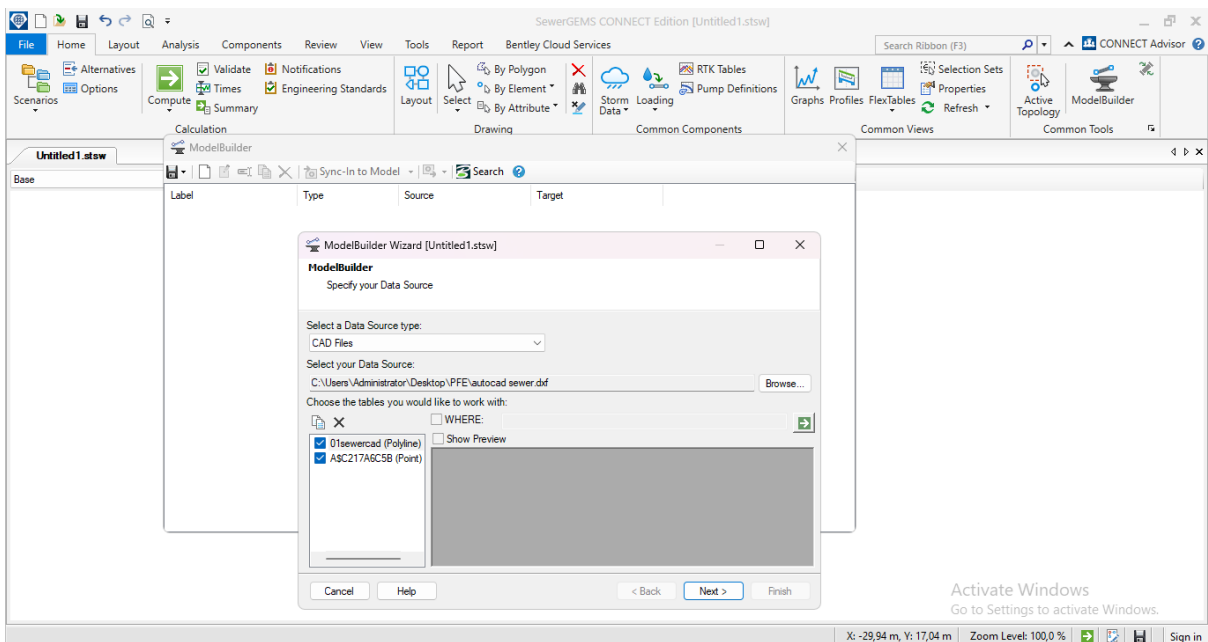 SewerGEMS CONNECT Edition [Untitled1.stsw]
File Home Layout Analysis Components Review View Tools Report Bentley Cloud Services Search Ribbon (F3) CONNECT Advisor
Scenarios
Alternatives
Options
Compute
Validate
Times
Summary
Notifications
Engineering Standards
Calculation
Layout
Select
By Polygon
By Element
By Attribute
Drawing
Storm Data
Loading
RTK Tables
Pump Definitions
Common Components
Graphs
Profiles
FlexTables
Selection Sets
Properties
Refresh
Common Views
Active Topology
ModelBuilder
Common Tools
Untitled1.stsw
Base
ModelBuilder
Sync-In to Model Search
Label Type Source Target
ModelBuilder Wizard [Untitled1.stsw]
ModelBuilder
Specify your Data Source
Select a Data Source type:
CAD Files
Select your Data Source:
C:\Users\Administrator\Desktop\PFE\autocad sewer.dxf Browse...
Choose the tables you would like to work with:
WHERE:
Show Preview
01sewercad (Polyline)
A$C217A6C5B (Point)
Cancel Help < Back Next > Finish
Activate Windows
Go to Settings to activate Windows.
X: -29,94 m, Y: 17,04 m Zoom Level: 100,0 % Sign in